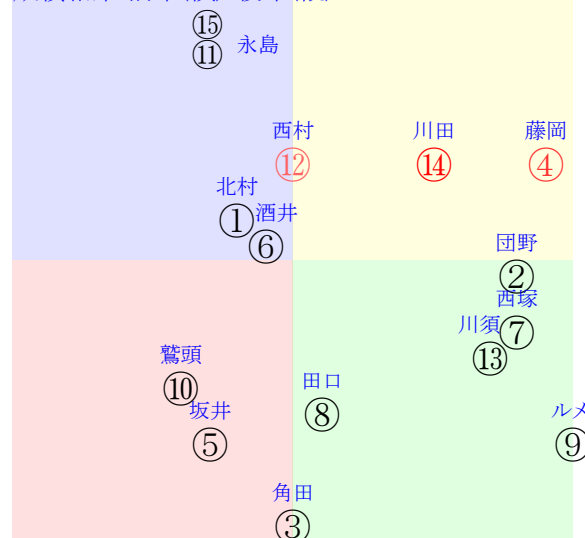 ⑮
⑪ 永島
西村 川田 藤岡
⑫ ⑭ ④
北村
① 酒井
⑥
団野
②
西塚
川須 ⑦
⑬
鷲頭
⑩ 田口
坂井 ⑧ ルメ
⑤ ⑨
角田
③